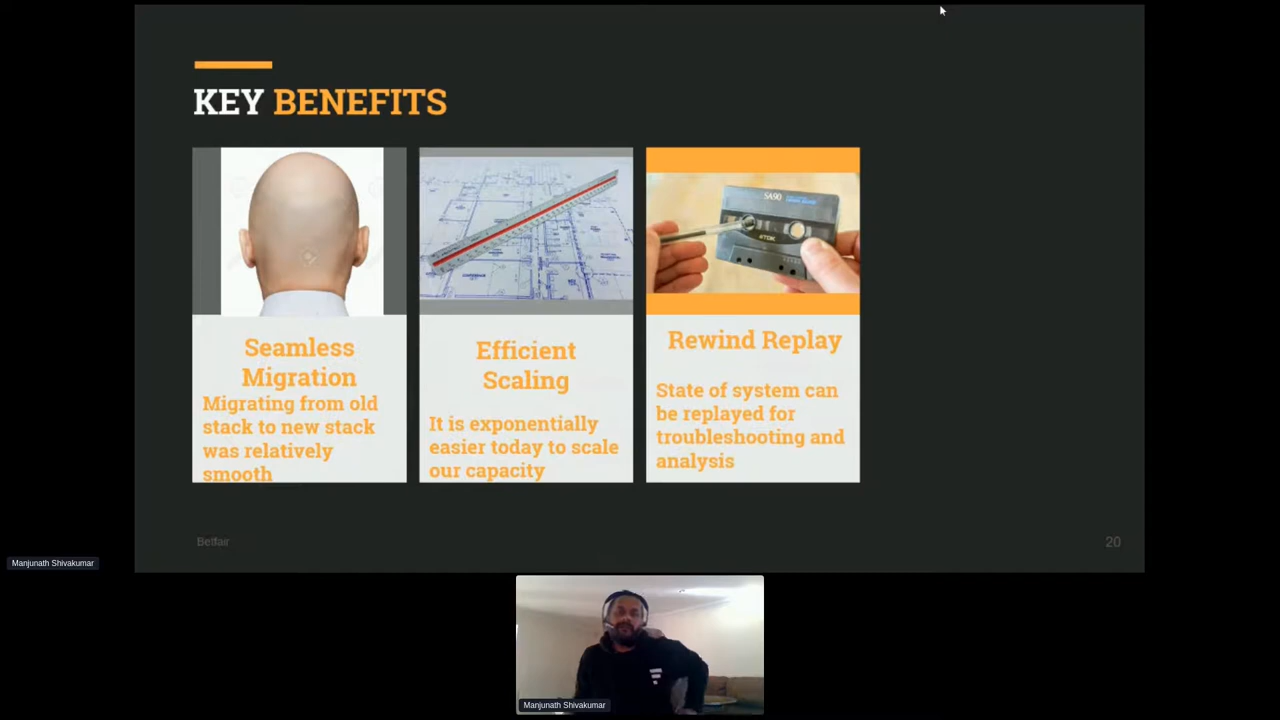 KEY BENEFITS
SA90
TDK
Seamless
Migration
Migrating from old
stack to new stack
was relatively
smooth
Efficient
Scaling
It is exponentially
easier today to scale
our capacity
Rewind Replay
State of system can
be replayed for
troubleshooting and
analysis
Betfair
20
Manjunath Shivakumar
Manjunath Shivakumar